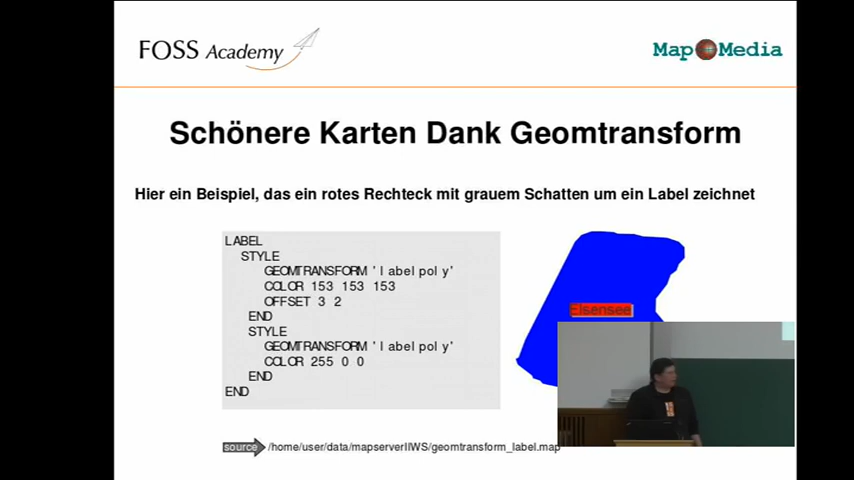 FOSS Academy
Map Media
Schönere Karten Dank Geomtransform
Hier ein Beispiel, das ein rotes Rechteck mit grauem Schatten um ein Label zeichnet
LABEL
STYLE
GEOMTRANSFORM 'labelpoly'
COLOR 153 153 153
OFFSET 3 2
END
STYLE
GEOMTRANSFORM 'labelpoly'
COLOR 255 0 0
END
END
Elsensee
source /home/user/data/mapserverIIWS/geomtransform_label.map